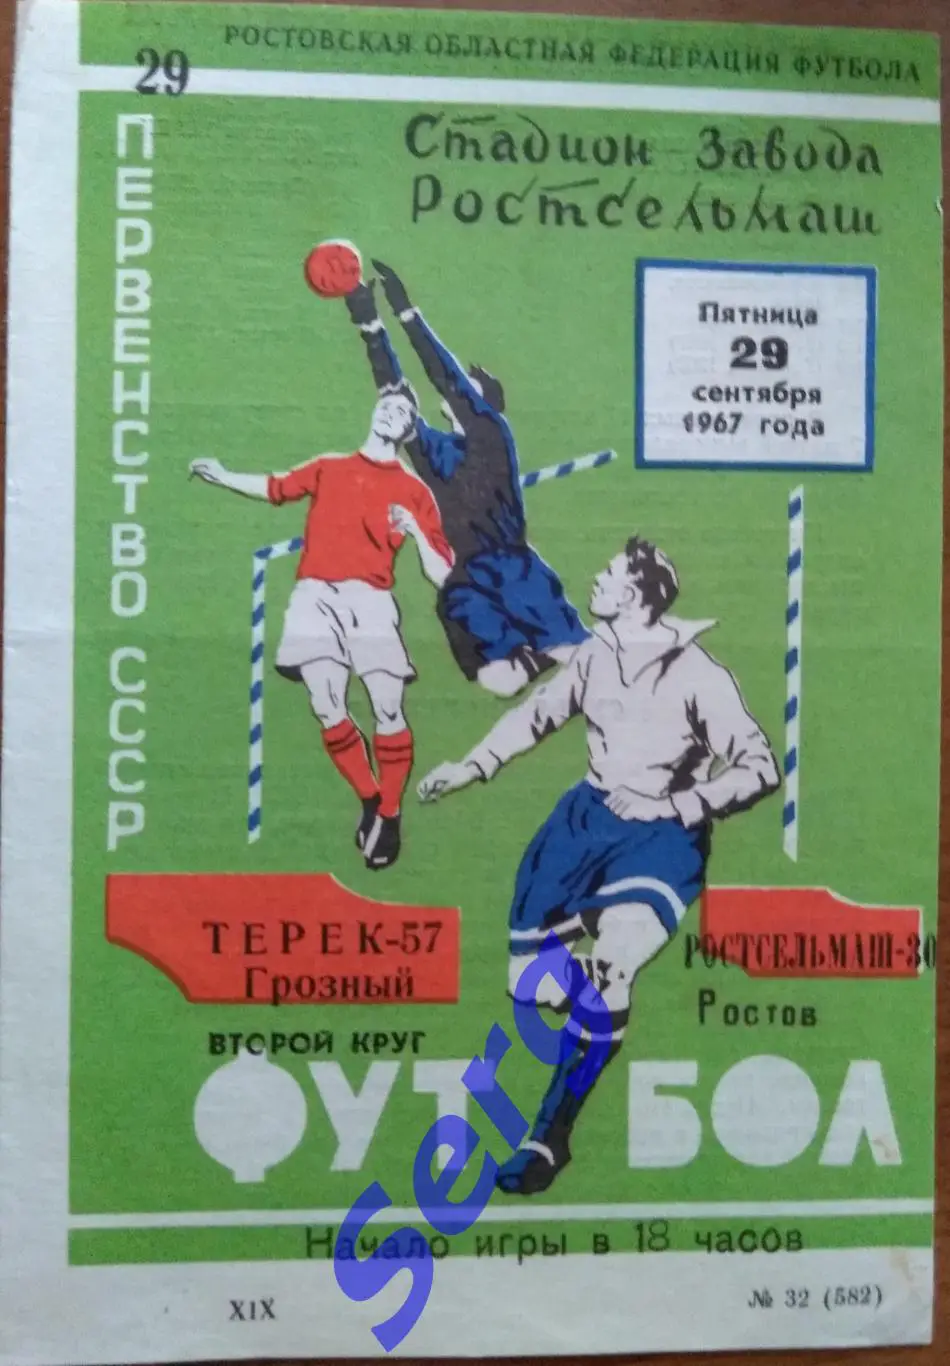 РОСТОВСКАЯ ОБЛАСТНАЯ ФЕДЕРАЦИЯ ФУТБОЛА
29
ПЕРВЕНСТВО СССР
Стадион Завода
Ростсельмаш
Пятница
29
сентября
1967 года
ТЕРЕК-57
Грозный
РОСТСЕЛЬМАШ-30
Ростов
ВТОРОЙ КРУГ
ФУТБОЛ
Начало игры в 18 часов
XIX
№ 32 (582)
Serg